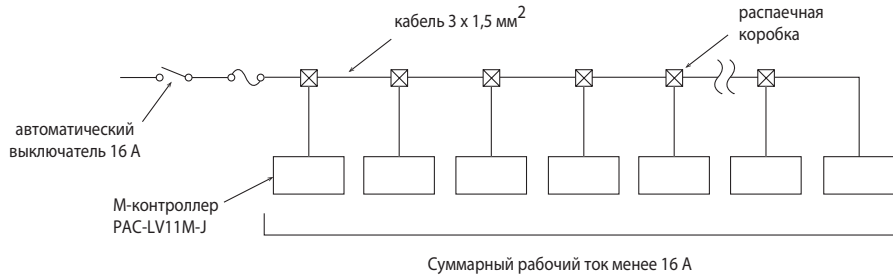 кабель 3 x 1,5 мм²
распаечная
коробка
автоматический
выключатель 16 А
М-контроллер
PAC-LV11M-J
Суммарный рабочий ток менее 16 А